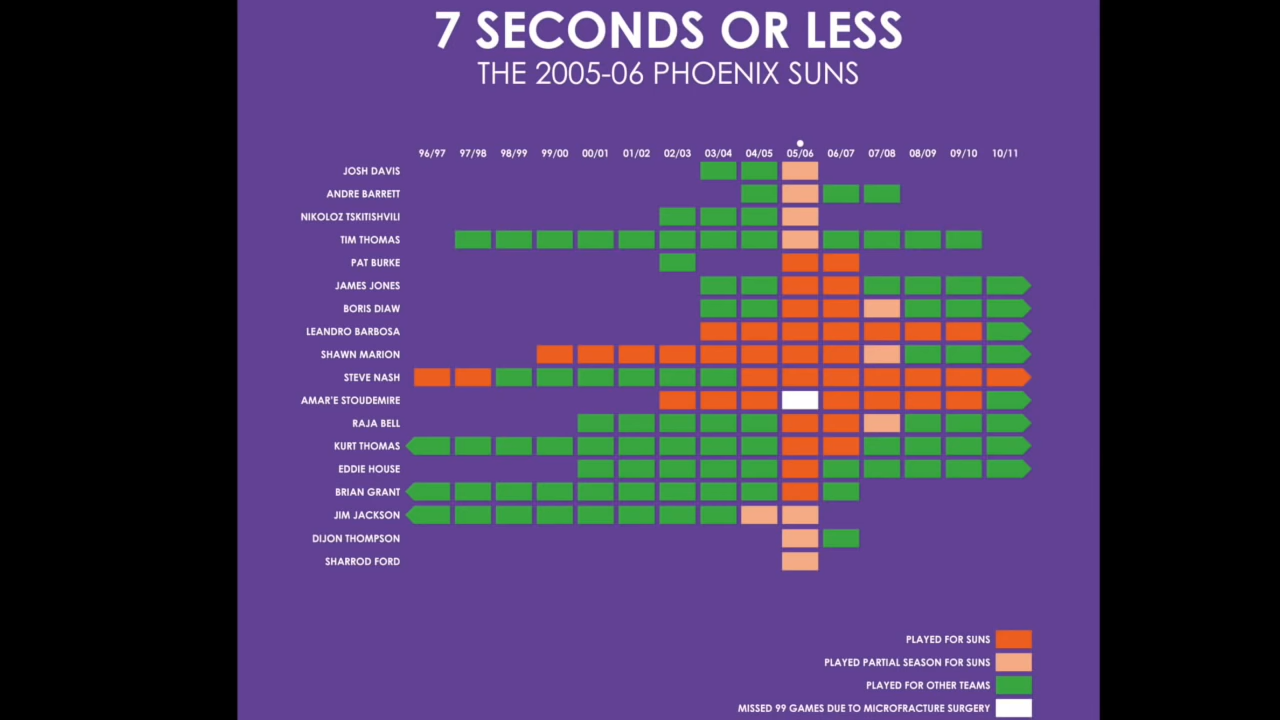 7 SECONDS OR LESS
THE 2005-06 PHOENIX SUNS
96/97 97/98 98/99 99/00 00/01 01/02 02/03 03/04 04/05 05/06 06/07 07/08 08/09 09/10 10/11
JOSH DAVIS
ANDRE BARRETT
NIKOLOZ TSKITISHVILI
TIM THOMAS
PAT BURKE
JAMES JONES
BORIS DIAW
LEANDRO BARBOSA
SHAWN MARION
STEVE NASH
AMAR'E STOUDEMIRE
RAJA BELL
KURT THOMAS
EDDIE HOUSE
BRIAN GRANT
JIM JACKSON
DIJON THOMPSON
SHARROD FORD
PLAYED FOR SUNS
PLAYED PARTIAL SEASON FOR SUNS
PLAYED FOR OTHER TEAMS
MISSED 99 GAMES DUE TO MICROFRACTURE SURGERY